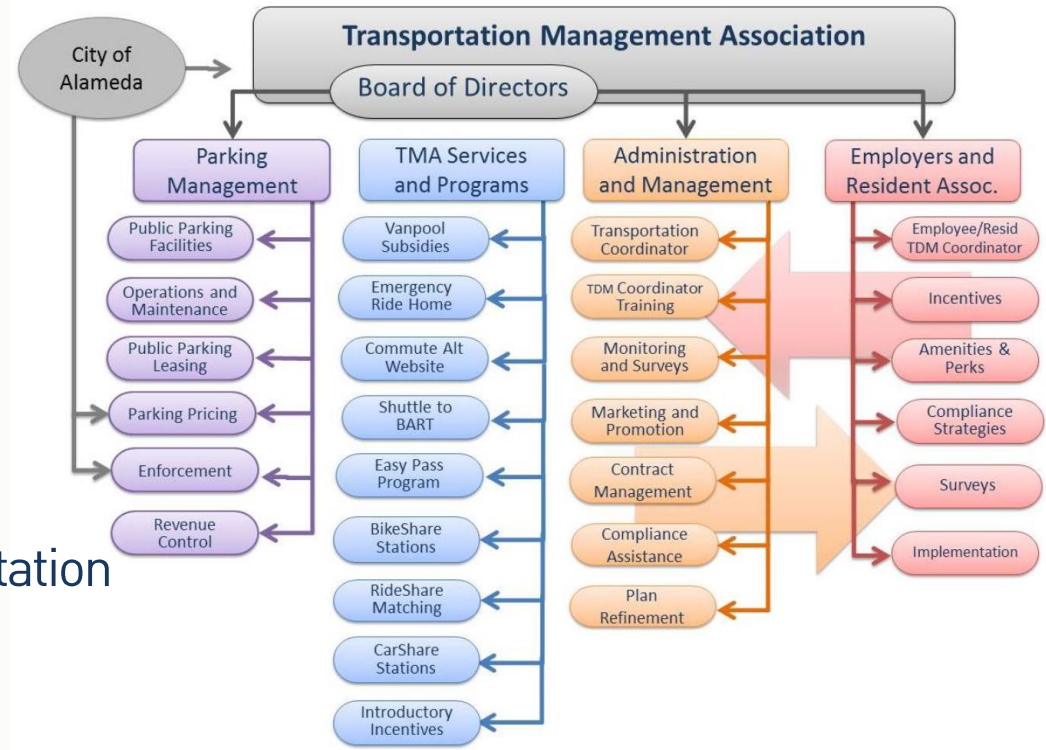 Transportation Management Association
City of
Alameda
Board of Directors
Parking
Management
Public Parking
Facilities
Operations and
Maintenance
Public Parking
Leasing
Parking Pricing
Enforcement
Revenue
Control
TMA Services
and Programs
Vanpool
Subsidies
Emergency
Ride Home
Commute Alt
Website
Shuttle to
BART
Easy Pass
Program
BikeShare
Stations
RideShare
Matching
CarShare
Stations
Introductory
Incentives
Administration
and Management
Transportation
Coordinator
TDM Coordinator
Training
Monitoring
and Surveys
Marketing and
Promotion
Contract
Management
Compliance
Assistance
Plan
Refinement
Employers and
Resident Assoc.
Employee/Resid
TDM Coordinator
Incentives
Amenities &
Perks
Compliance
Strategies
Surveys
Implementation
tation